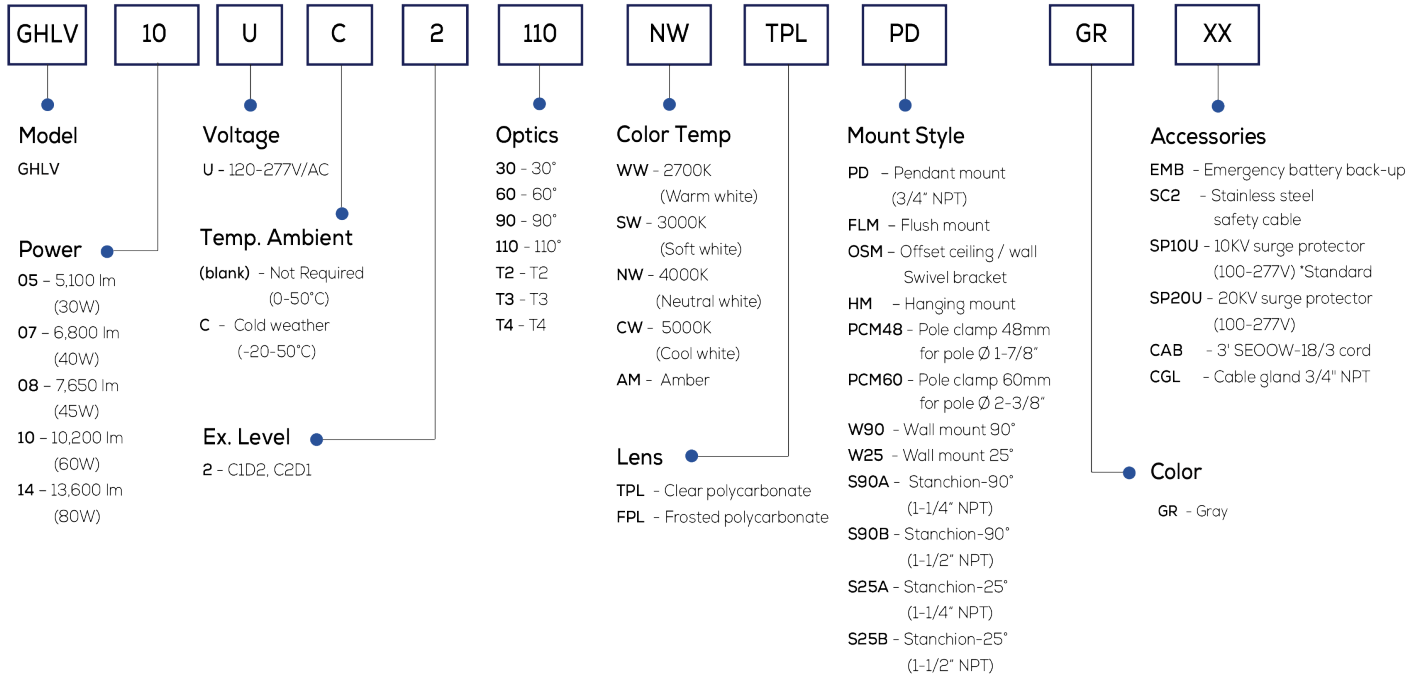 GHLV 10 U C 2 110 NW TPL PD GR XX
Model
GHLV
Power
05 – 5,100 lm
(30W)
07 – 6,800 lm
(40W)
08 – 7,650 lm
(45W)
10 – 10,200 lm
(60W)
14 – 13,600 lm
(80W)
Voltage
U - 120-277V/AC
Temp. Ambient
(blank) - Not Required
(0-50°C)
C - Cold weather
(-20-50°C)
Ex. Level
2 - C1D2, C2D1
Optics
30 - 30°
60 - 60°
90 - 90°
110 - 110°
T2 - T2
T3 - T3
T4 - T4
Color Temp
WW - 2700K
(Warm white)
SW - 3000K
(Soft white)
NW - 4000K
(Neutral white)
CW - 5000K
(Cool white)
AM - Amber
Lens
TPL - Clear polycarbonate
FPL - Frosted polycarbonate
Mount Style
PD – Pendant mount
(3/4" NPT)
FLM – Flush mount
OSM – Offset ceiling / wall
Swivel bracket
HM – Hanging mount
PCM48 - Pole clamp 48mm
for pole Ø 1-7/8"
PCM60 - Pole clamp 60mm
for pole Ø 2-3/8"
W90 - Wall mount 90°
W25 - Wall mount 25°
S90A - Stanchion-90°
(1-1/4" NPT)
S90B - Stanchion-90°
(1-1/2" NPT)
S25A - Stanchion-25°
(1-1/4" NPT)
S25B - Stanchion-25°
(1-1/2" NPT)
Accessories
EMB - Emergency battery back-up
SC2 - Stainless steel
safety cable
SP10U - 10KV surge protector
(100-277V) *Standard
SP20U - 20KV surge protector
(100-277V)
CAB - 3' SEOOW-18/3 cord
CGL - Cable gland 3/4" NPT
Color
GR - Gray